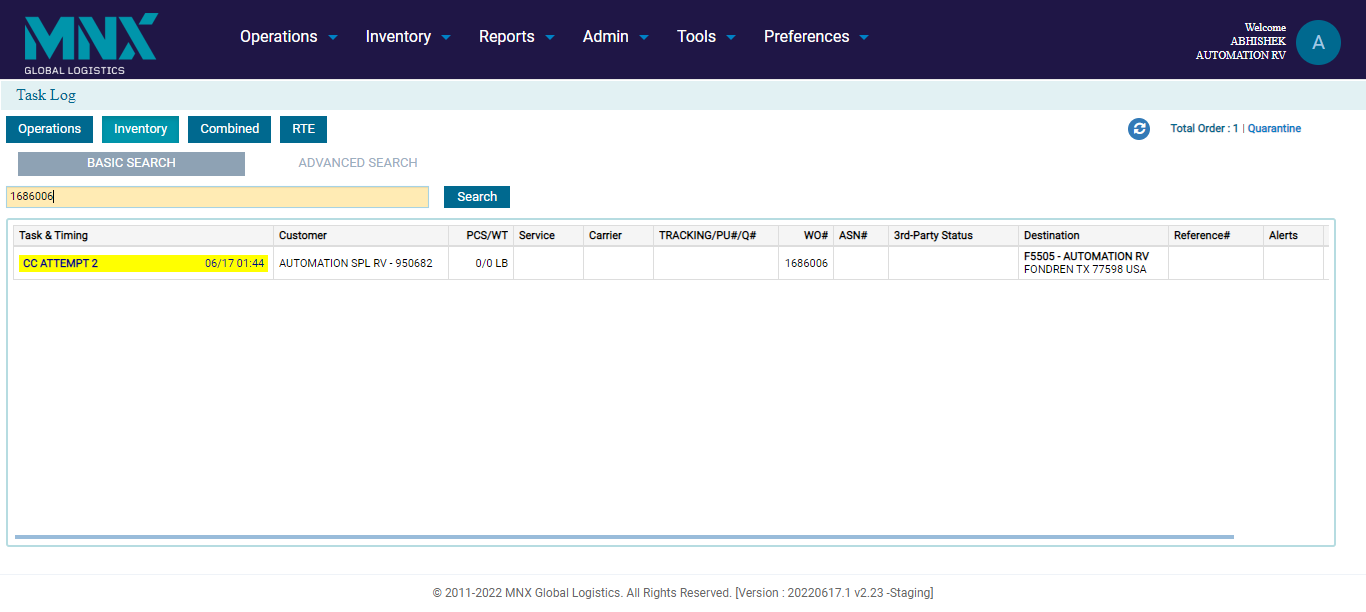 MNX
GLOBAL LOGISTICS
Operations Inventory Reports Admin Tools Preferences
Welcome
ABHISHEK
AUTOMATION RV
A
Task Log
Operations Inventory Combined RTE
Total Order : 1 | Quarantine
BASIC SEARCH ADVANCED SEARCH
1686006 Search
Task & Timing Customer PCS/WT Service Carrier TRACKING/PU#/Q# WO# ASN# 3rd-Party Status Destination Reference# Alerts
CC ATTEMPT 2 06/17 01:44 AUTOMATION SPL RV - 950682 0/0 LB 1686006 F5505 - AUTOMATION RV
FONDREN TX 77598 USA
© 2011-2022 MNX Global Logistics. All Rights Reserved. [Version : 20220617.1 v2.23 -Staging]